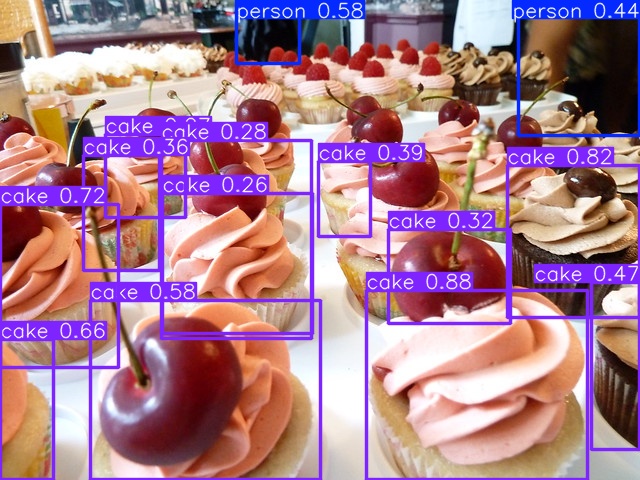 person 0.58
person 0.44
cake 0.28
cake 0.36
cake 0.39
cake 0.82
cake 0.72
cake 0.26
cake 0.32
cake 0.88
cake 0.47
cake 0.58
cake 0.66